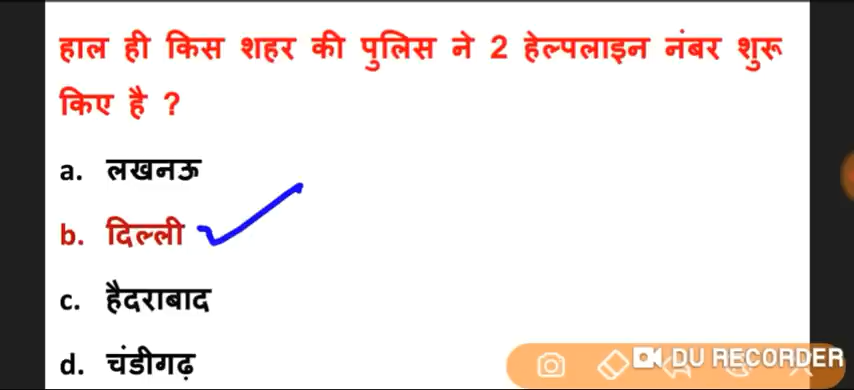 हाल ही किस शहर की पुलिस ने 2 हेल्पलाइन नंबर शुरू
किए है ?
a. लखनऊ
b. दिल्ली
c. हैदराबाद
d. चंडीगढ़
DU RECORDER